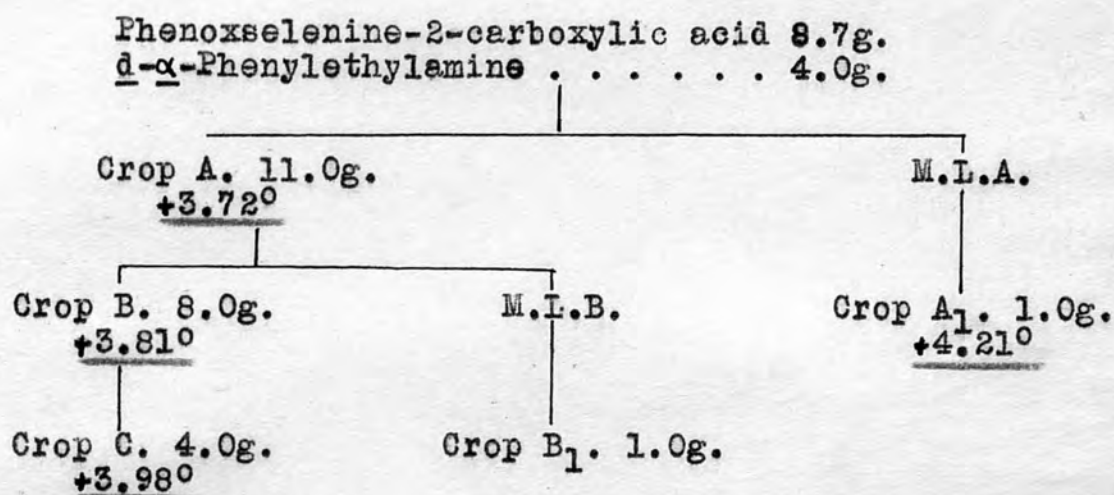 Phenoxselenine-2-carboxylic acid 8.7g.
d-α-Phenylethylamine . . . . . . 4.0g.
Crop A. 11.0g. M.L.A.
+3.72°
Crop B. 8.0g. M.L.B. Crop A₁. 1.0g.
+3.81° +4.21°
Crop C. 4.0g. Crop B₁. 1.0g.
+3.98°